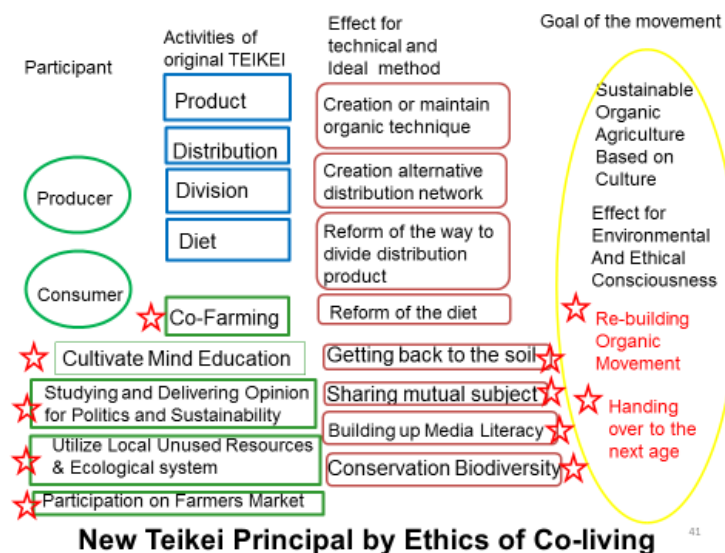 Participant
Activities of
original TEIKEI
Effect for
technical and
Ideal method
Goal of the movement
Producer
Consumer
Product
Distribution
Division
Diet
Co-Farming
Cultivate Mind Education
Studying and Delivering Opinion
for Politics and Sustainability
Utilize Local Unused Resources
& Ecological system
Participation on Farmers Market
Creation or maintain
organic technique
Creation alternative
distribution network
Reform of the way to
divide distribution
product
Reform of the diet
Getting back to the soil
Sharing mutual subject
Building up Media Literacy
Conservation Biodiversity
Sustainable
Organic
Agriculture
Based on
Culture
Effect for
Environmental
And Ethical
Consciousness
Re-building
Organic
Movement
Handing
over to the
next age
New Teikei Principal by Ethics of Co-living
41